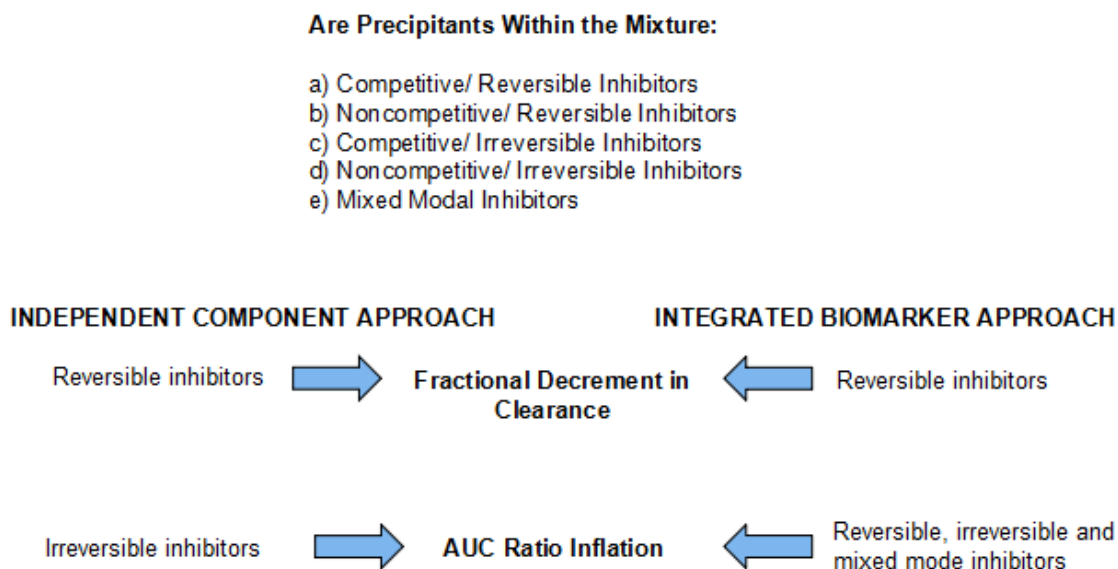 Are Precipitants Within the Mixture:
a) Competitive/ Reversible Inhibitors
b) Noncompetitive/ Reversible Inhibitors
c) Competitive/ Irreversible Inhibitors
d) Noncompetitive/ Irreversible Inhibitors
e) Mixed Modal Inhibitors
INDEPENDENT COMPONENT APPROACH
INTEGRATED BIOMARKER APPROACH
Reversible inhibitors
Fractional Decrement in
Clearance
Reversible inhibitors
Irreversible inhibitors
AUC Ratio Inflation
Reversible, irreversible and
mixed mode inhibitors